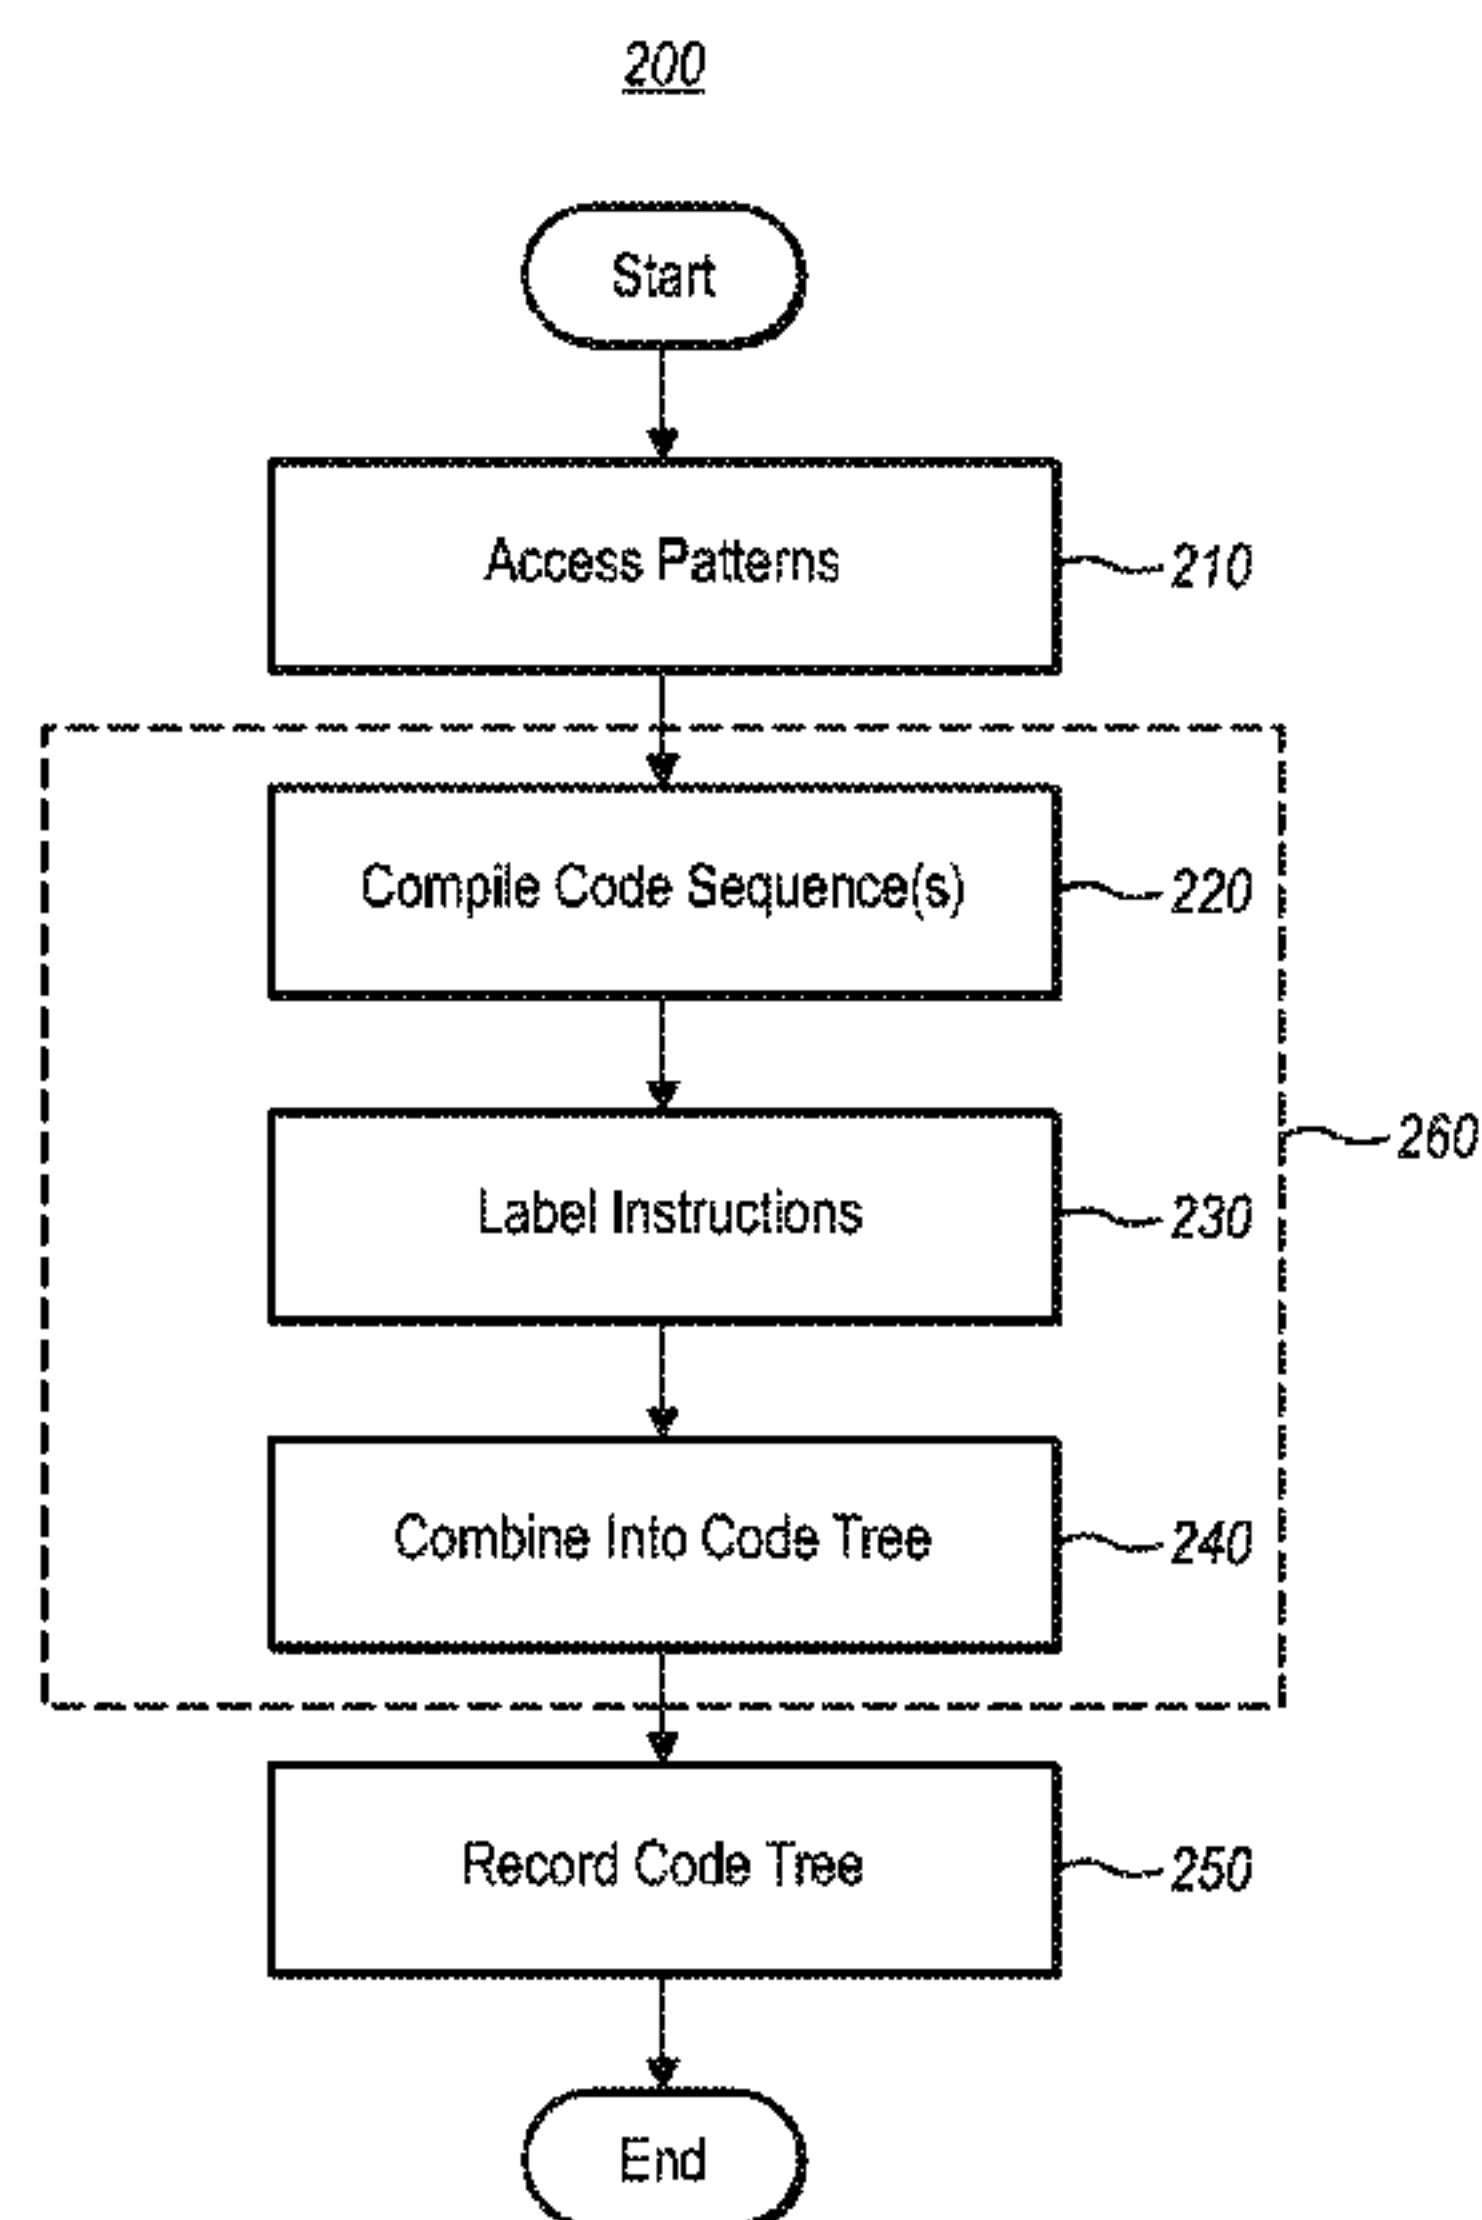 200
Start
Access Patterns
210
Compile Code Sequence(s)
220
260
Label Instructions
230
Combine Into Code Tree
240
Record Code Tree
250
End